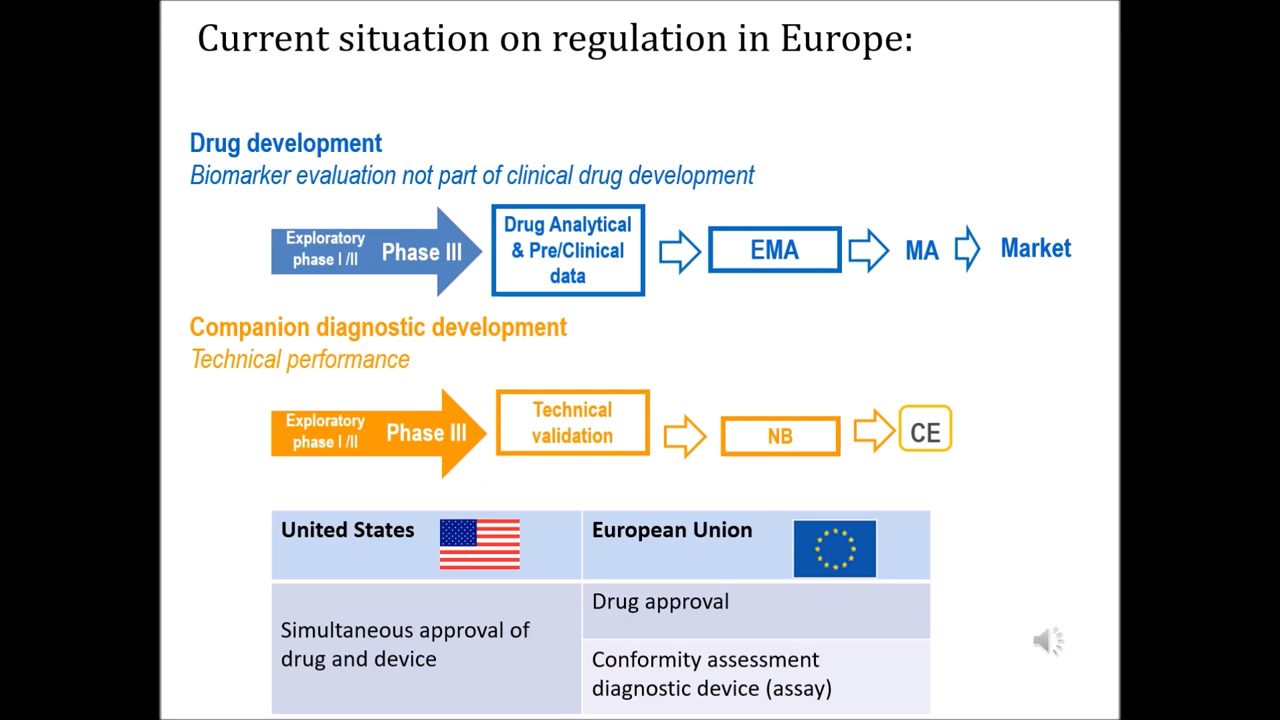 Current situation on regulation in Europe:
Drug development
Biomarker evaluation not part of clinical drug development
Exploratory
phase I /II
Phase III
Drug Analytical
& Pre/Clinical
data
EMA
MA
Market
Companion diagnostic development
Technical performance
Exploratory
phase I /II
Phase III
Technical
validation
NB
CE
United States
European Union
Simultaneous approval of
drug and device
Drug approval
Conformity assessment
diagnostic device (assay)